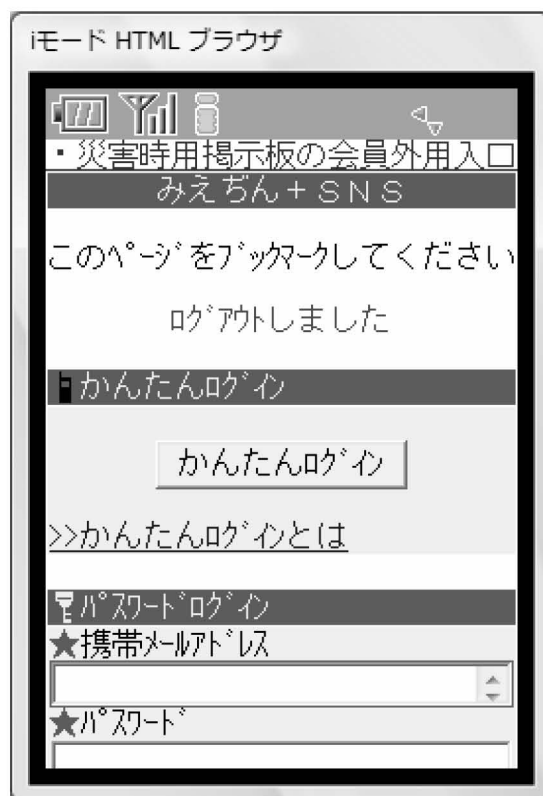 iモード HTML ブラウザ
・災害時用掲示板の会員外用入口
みえぢん+SNS
このﾍﾟｰｼﾞをﾌﾞｯｸﾏｰｸしてください
ﾛｸﾞｱｳﾄしました
かんたんﾛｸﾞｲﾝ
かんたんﾛｸﾞｲﾝ
>>かんたんﾛｸﾞｲﾝとは
ﾊﾟｽﾜｰﾄﾞﾛｸﾞｲﾝ
★携帯ﾒｰﾙｱﾄﾞﾚｽ
★ﾊﾟｽﾜｰﾄﾞ